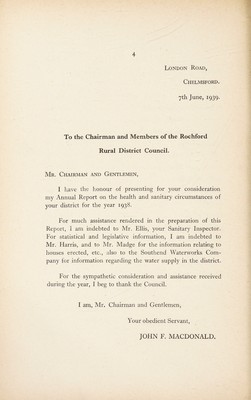 4
London Road,
Chelmsford.
7th June, 1939.
To the Chairman and Members of the Rochford
Rural District Council.
Mr. Chairman and Gentlemen,
I have the honour of presenting for your consideration
my Annual Report on the health and sanitary circumstances of
your district for the year 1938.
For much assistance rendered in the preparation of this
Report, I am indebted to Mr. Ellis, your Sanitary Inspector.
For statistical and legislative information, I am indebted to
Mr. Harris, and to Mr. Madge for the information relating to
houses erected, etc., also to the Southend Waterworks Com-
pany for information regarding the water supply in the district.
For the sympathetic consideration and assistance received
during the year, I beg to thank the Council.
I am, Mr. Chairman and Gentlemen,
Your obedient Servant,
JOHN F. MACDONALD.